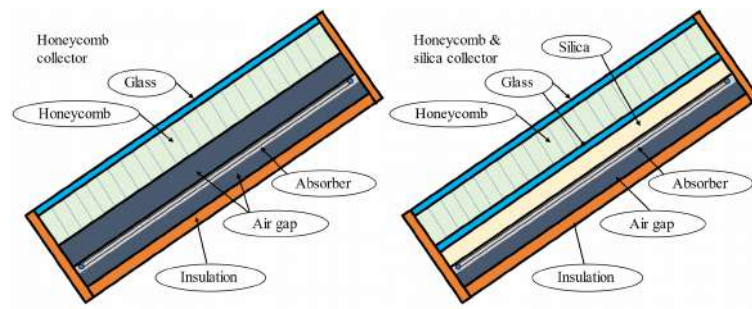 Honeycomb
collector
Glass
Honeycomb
Absorber
Air gap
Insulation
Honeycomb &
silica collector
Silica
Glass
Honeycomb
Absorber
Air gap
Insulation